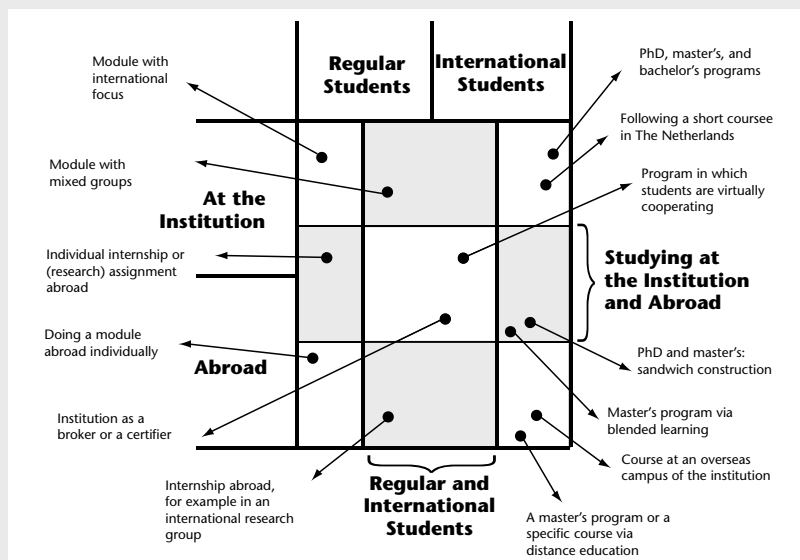 Regular
Students
International
Students
Module with
international
focus
PhD, master's, and
bachelor's programs
Following a short coursee
in The Netherlands
Module with
mixed groups
Program in which
students are virtually
cooperating
At the
Institution
Individual internship or
(research) assignment
abroad
Studying at
the Institution
and Abroad
Doing a module
abroad individually
Abroad
PhD and master's:
sandwich construction
Institution as a
broker or a certifier
Master's program via
blended learning
Course at an overseas
campus of the institution
Internship abroad,
for example in an
international research
group
Regular and
International
Students
A master's program or a
specific course via
distance education